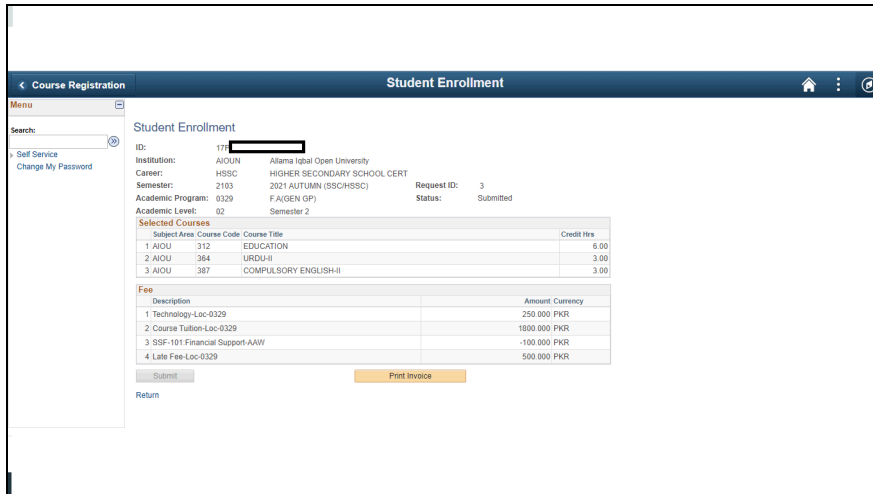 Course Registration
Student Enrollment
Menu
Search:
Self Service
Change My Password
Student Enrollment
ID: 17F
Institution: AIOUN Allama Iqbal Open University
Career: HSSC HIGHER SECONDARY SCHOOL CERT
Semester: 2103 2021 AUTUMN (SSC/HSSC) Request ID: 3
Academic Program: 0329 F.A(GEN GP) Status: Submitted
Academic Level: 02 Semester 2
Selected Courses
Subject Area Course Code Course Title Credit Hrs
1 AIOU 312 EDUCATION 6.00
2 AIOU 364 URDU-II 3.00
3 AIOU 387 COMPULSORY ENGLISH-II 3.00
Fee
Description Amount Currency
1 Technology-Loc-0329 250.000 PKR
2 Course Tuition-Loc-0329 1800.000 PKR
3 SSF-101:Financial Support-AAW -100.000 PKR
4 Late Fee-Loc-0329 500.000 PKR
Submit Print Invoice
Return